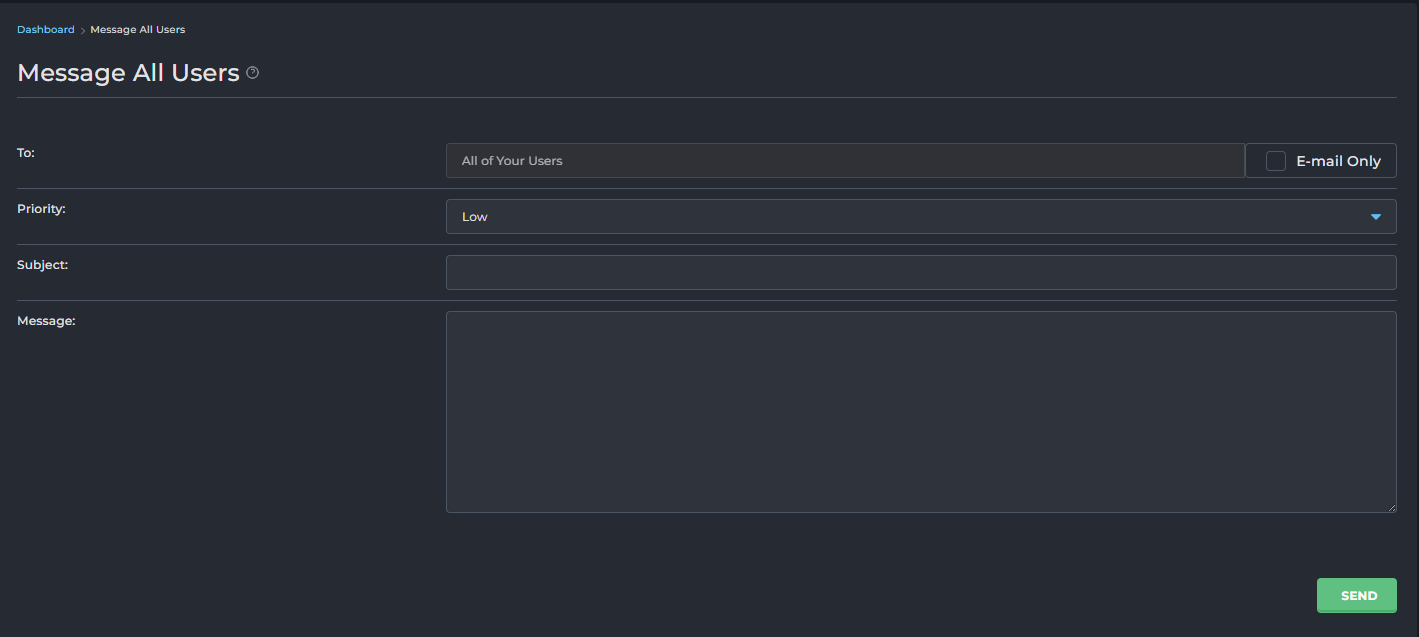 Dashboard > Message All Users
Message All Users
To:
All of Your Users
E-mail Only
Priority:
Low
Subject:
Message:
SEND